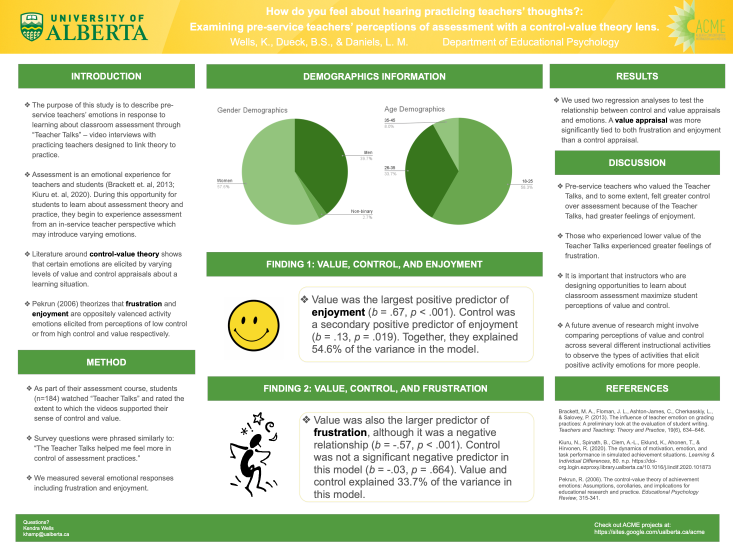 UNIVERSITY OF
ALBERTA
How do you feel about hearing practicing teachers' thoughts?:
Examining pre-service teachers' perceptions of assessment with a control-value theory lens.
Wells, K., Dueck, B.S., & Daniels, L. M. Department of Educational Psychology
ACME
INTRODUCTION
❖ The purpose of this study is to describe pre-
service teachers' emotions in response to
learning about classroom assessment through
"Teacher Talks" – video interviews with
practicing teachers designed to link theory to
practice.
❖ Assessment is an emotional experience for
teachers and students (Brackett et. al, 2013;
Kiuru et. al, 2020). During this opportunity for
students to learn about assessment theory and
practice, they begin to experience assessment
from an in-service teacher perspective which
may introduce varying emotions.
❖ Literature around control-value theory shows
that certain emotions are elicited by varying
levels of value and control appraisals about a
learning situation.
❖ Pekrun (2006) theorizes that frustration and
enjoyment are oppositely valenced activity
emotions elicited from perceptions of low control
or from high control and value respectively.
METHOD
❖ As part of their assessment course, students
(n=184) watched "Teacher Talks" and rated the
extent to which the videos supported their
sense of control and value.
❖ Survey questions were phrased similarly to:
"The Teacher Talks helped me feel more in
control of assessment practices."
❖ We measured several emotional responses
including frustration and enjoyment.
DEMOGRAPHICS INFORMATION
Gender Demographics
Men
Women
Non-binary
Age Demographics
35-45
26-35
18-25
FINDING 1: VALUE, CONTROL, AND ENJOYMENT
❖ Value was the largest positive predictor of
enjoyment (b = .67, p < .001). Control was
a secondary positive predictor of enjoyment
(b = .13, p = .019). Together, they explained
54.6% of the variance in the model.
FINDING 2: VALUE, CONTROL, AND FRUSTRATION
❖ Value was also the larger predictor of
frustration, although it was a negative
relationship (b = -.57, p < .001). Control
was not a significant negative predictor in
this model (b = -.03, p = .664). Value and
control explained 33.7% of the variance in
this model.
RESULTS
❖ We used two regression analyses to test the
relationship between control and value appraisals
and emotions. A value appraisal was more
significantly tied to both frustration and enjoyment
than a control appraisal.
DISCUSSION
❖ Pre-service teachers who valued the Teacher
Talks, and to some extent, felt greater control
over assessment because of the Teacher
Talks, had greater feelings of enjoyment.
❖ Those who experienced lower value of the
Teacher Talks experienced greater feelings of
frustration.
❖ It is important that instructors who are
designing opportunities to learn about
classroom assessment maximize student
perceptions of value and control.
❖ A future avenue of research might involve
comparing perceptions of value and control
across several different instructional activities
to observe the types of activities that elicit
positive activity emotions for more people.
REFERENCES
Brackett, M. A., Floman, J. L., Ashton-James, C., Cherkasskiy, L.,
& Salovey, P. (2013). The influence of teacher emotion on grading
practices: A preliminary look at the evaluation of student writing.
Teachers and Teaching: Theory and Practice, 19(6), 634–646.
Kiuru, N., Spinath, B., Clem, A.-L., Eklund, K., Ahonen, T., &
Hirvonen, R. (2020). The dynamics of motivation, emotion, and
task performance in simulated achievement situations. Learning &
Individual Differences, 80, n.p. https://doi-
org.login.ezproxy.library.ualberta.ca/10.1016/j.lindif.2020.101873
Pekrun, R. (2006). The control-value theory of achievement
emotions: Assumptions, corollaries, and implications for
educational research and practice. Educational Psychology
Review, 315-341.
Questions?
Kendra Wells
khamp@ualberta.ca
Check out ACME projects at:
https://sites.google.com/ualberta.ca/acme